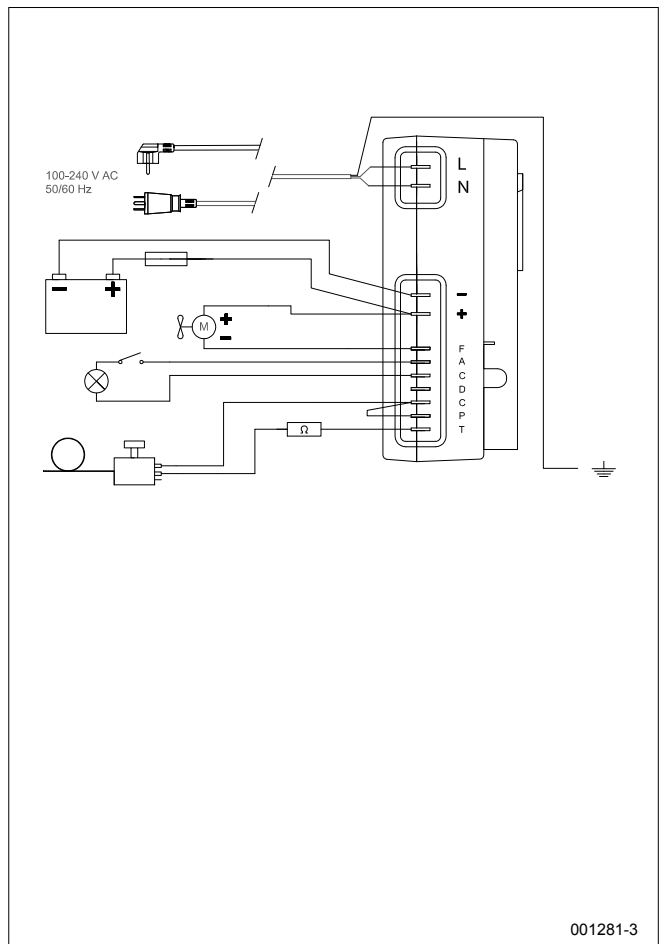 100-240 V AC
50/60 Hz
L
N
- +
-
+
M
+
-
F
A
C
D
C
P
T
Ω
001281-3